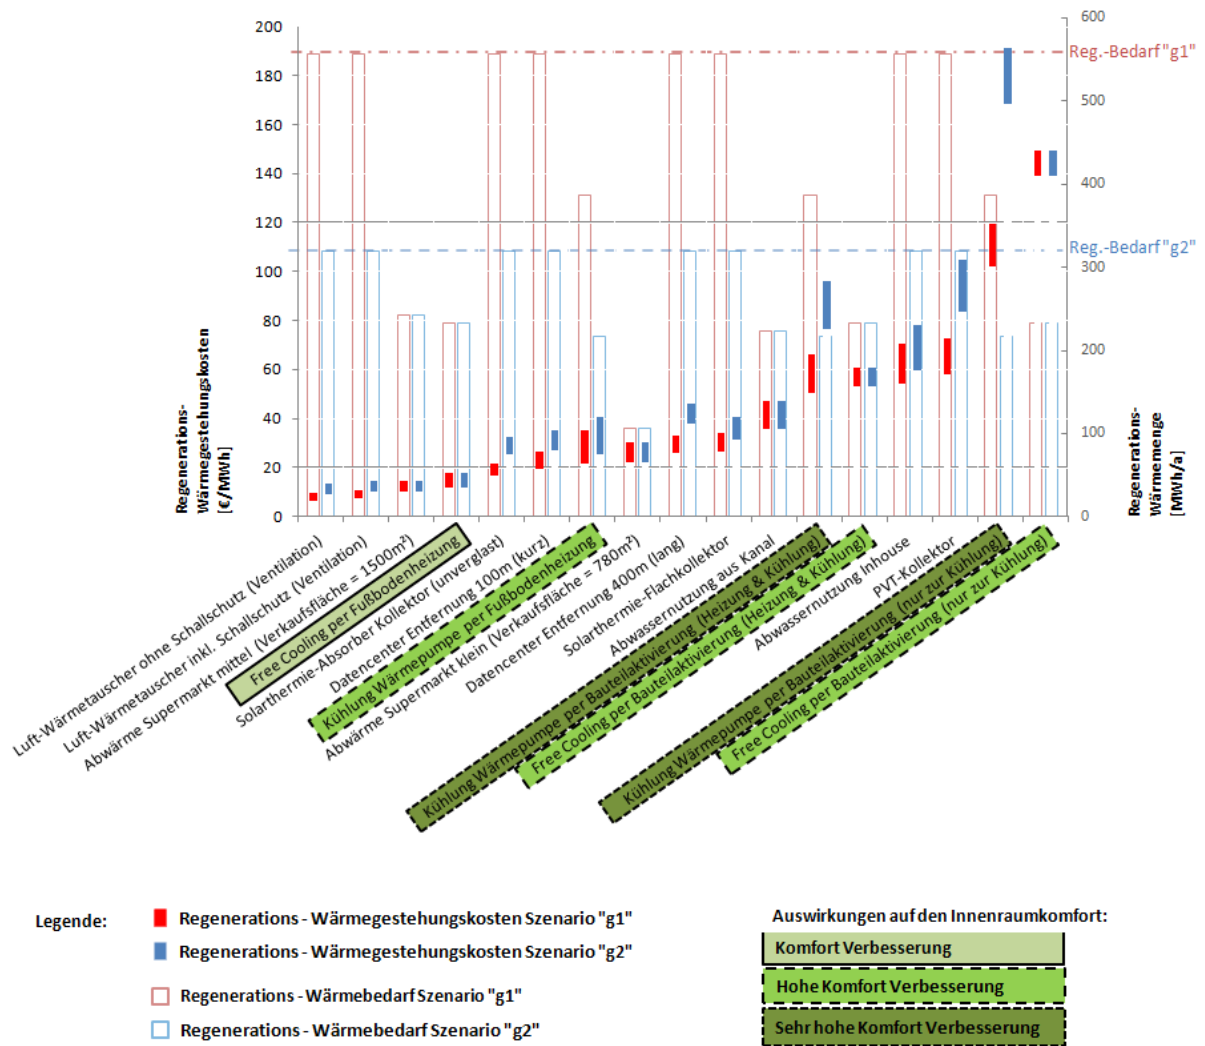 200
180
160
140
120
100
80
60
40
20
0
600
500
400
300
200
100
0
Reg.-Bedarf "g1"
Reg.-Bedarf "g2"
Regenerations-
Wärmegestehungskosten
[€/MWh]
Regenerations-
Wärmemenge
[MWh/a]
Luft-Wärmetauscher ohne Schallschutz (Ventilation)
Luft-Wärmetauscher inkl. Schallschutz (Ventilation)
Abwärme Supermarkt mittel (Verkaufsfläche = 1500m²)
Free Cooling per Fußbodenheizung
Solarthermie-Absorber Kollektor (unverglast)
Datencenter Entfernung 100m (kurz)
Kühlung Wärmepumpe per Fußbodenheizung
Abwärme Supermarkt klein (Verkaufsfläche = 780m²)
Datencenter Entfernung 400m (lang)
Solarthermie-Flachkollektor
Abwassernutzung aus Kanal
Kühlung Wärmepumpe per Bauteilaktivierung (Heizung & Kühlung)
Free Cooling per Bauteilaktivierung (Heizung & Kühlung)
Abwassernutzung Inhouse
PVT-Kollektor
Kühlung Wärmepumpe per Bauteilaktivierung (nur zur Kühlung)
Free Cooling per Bauteilaktivierung (nur zur Kühlung)
Legende:
Regenerations - Wärmegestehungskosten Szenario "g1"
Regenerations - Wärmegestehungskosten Szenario "g2"
Regenerations - Wärmebedarf Szenario "g1"
Regenerations - Wärmebedarf Szenario "g2"
Auswirkungen auf den Innenraumkomfort:
Komfort Verbesserung
Hohe Komfort Verbesserung
Sehr hohe Komfort Verbesserung